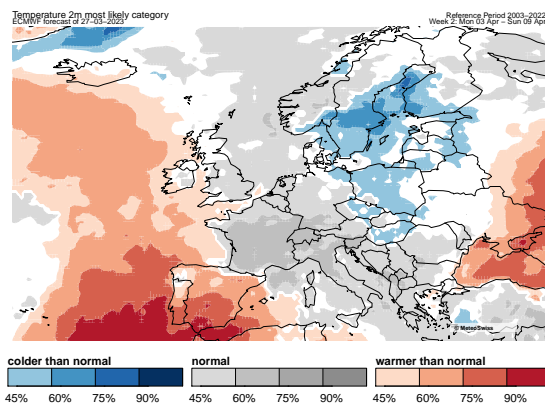 Temperature 2m most likely category
ECMWF forecast of 27-03-2023
Reference Period 2003-2022
Week 2: Mon 03 Apr - Sun 09 Apr
© MeteoSwiss
colder than normal
normal
warmer than normal
45% 60% 75% 90%
45% 60% 75% 90%
45% 60% 75% 90%